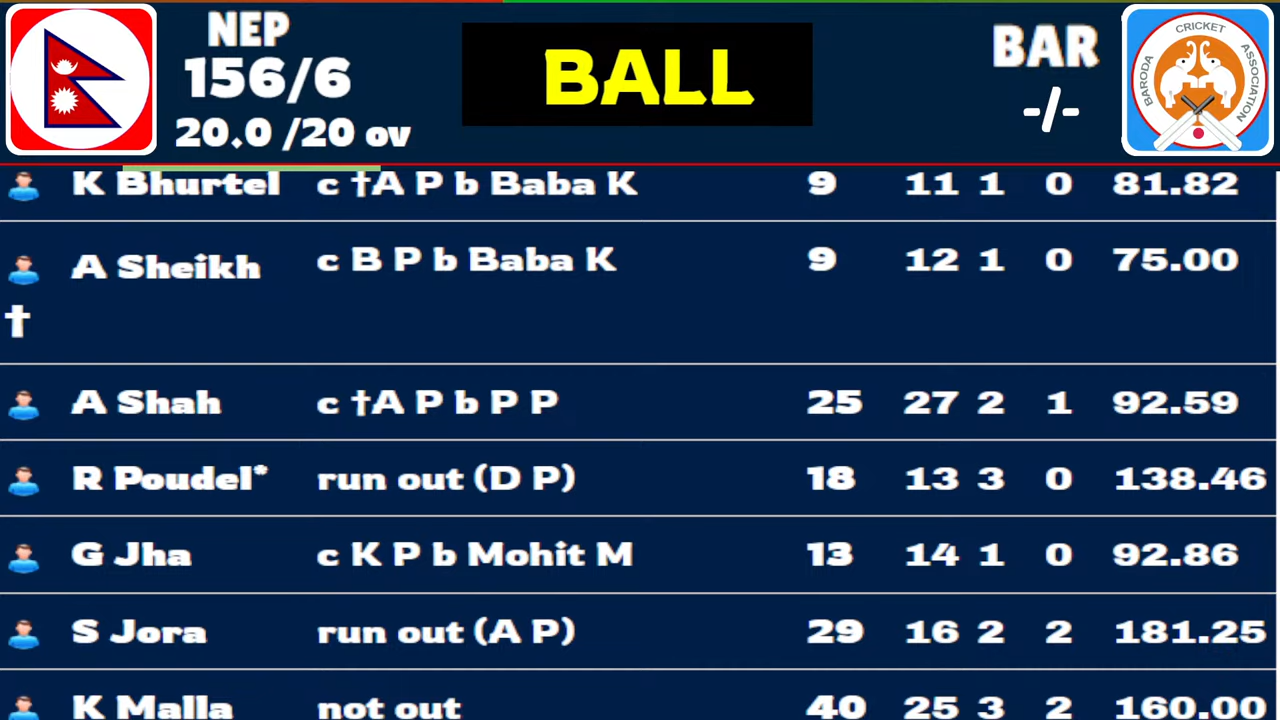 NEP
156/6
20.0 /20 ov
BALL
BAR
-/-
BARODA CRICKET ASSOCIATION
K Bhurtel c †A P b Baba K 9 11 1 0 81.82
A Sheikh c B P b Baba K 9 12 1 0 75.00
†
A Shah c †A P b P P 25 27 2 1 92.59
R Poudel* run out (D P) 18 13 3 0 138.46
G Jha c K P b Mohit M 13 14 1 0 92.86
S Jora run out (A P) 29 16 2 2 181.25
K Malla not out 40 25 3 2 160.00